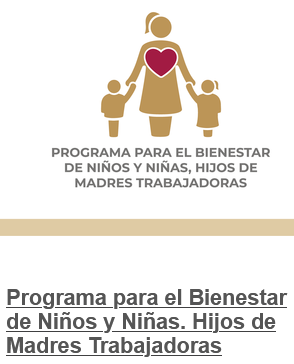 PROGRAMA PARA EL BIENESTAR
DE NIÑOS Y NIÑAS, HIJOS DE
MADRES TRABAJADORAS
Programa para el Bienestar
de Niños y Niñas. Hijos de
Madres Trabajadoras